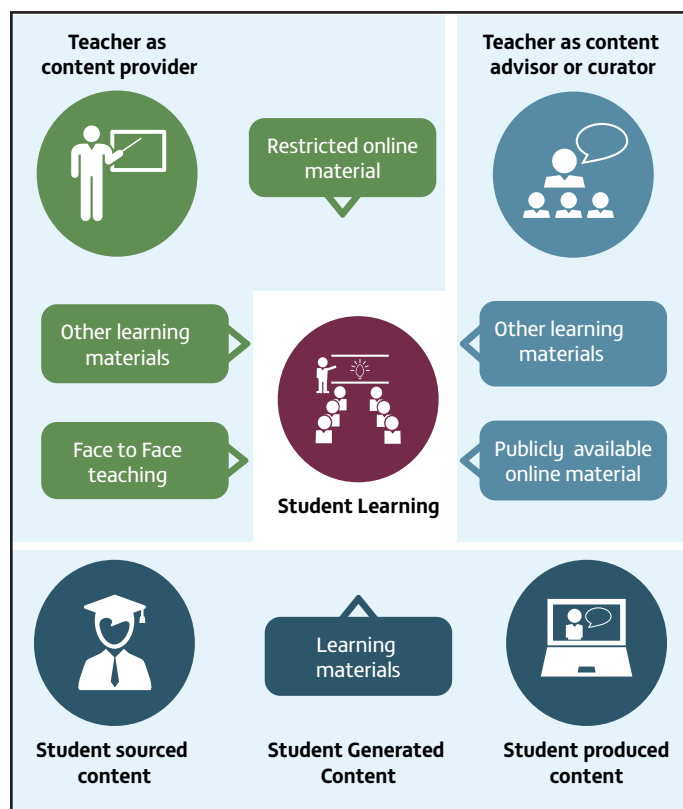 Teacher as
content provider
Teacher as content
advisor or curator
Restricted online
material
Other learning
materials
Face to Face
teaching
Other learning
materials
Publicly available
online material
Student Learning
Learning
materials
Student sourced
content
Student Generated
Content
Student produced
content